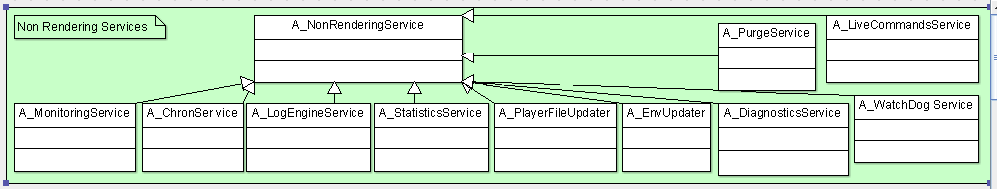 Non Rendering Services
A_NonRenderingService
A_PurgeService
A_LiveCommandsService
A_MonitoringService
A_ChronService
A_LogEngineService
A_StatisticsService
A_PlayerFileUpdater
A_EnvUpdater
A_DiagnosticsService
A_WatchDog Service